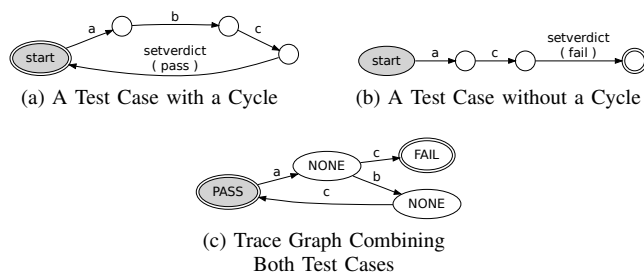 a
b
c
setverdict
( pass )
start
(a) A Test Case with a Cycle
start
a
c
setverdict
( fail )
(b) A Test Case without a Cycle
PASS
a
NONE
c
FAIL
b
c
NONE
(c) Trace Graph Combining
Both Test Cases